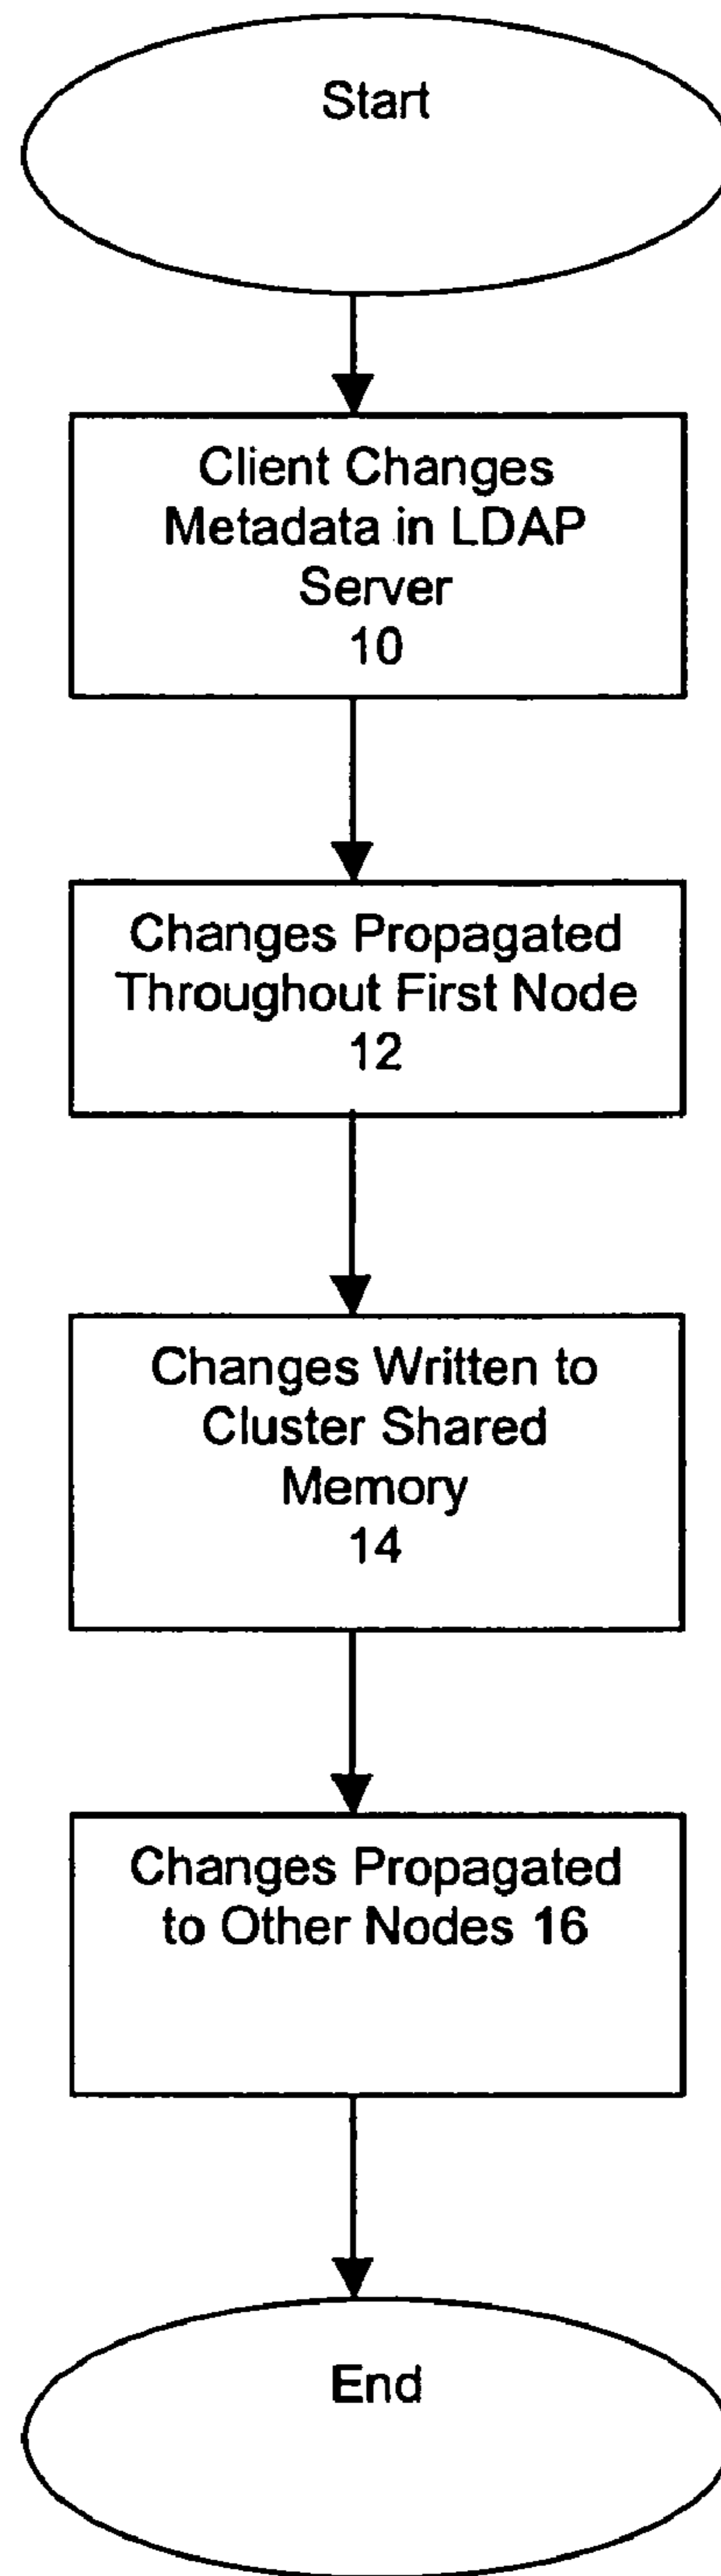 Start
Client Changes
Metadata in LDAP
Server
10
Changes Propagated
Throughout First Node
12
Changes Written to
Cluster Shared
Memory
14
Changes Propagated
to Other Nodes 16
End